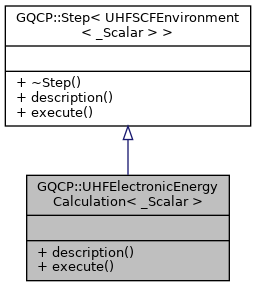 GQCP::Step< UHFSCFEnvironment
< _Scalar > >
+ ~Step()
+ description()
+ execute()
GQCP::UHFElectronicEnergy
Calculation< _Scalar >
+ description()
+ execute()